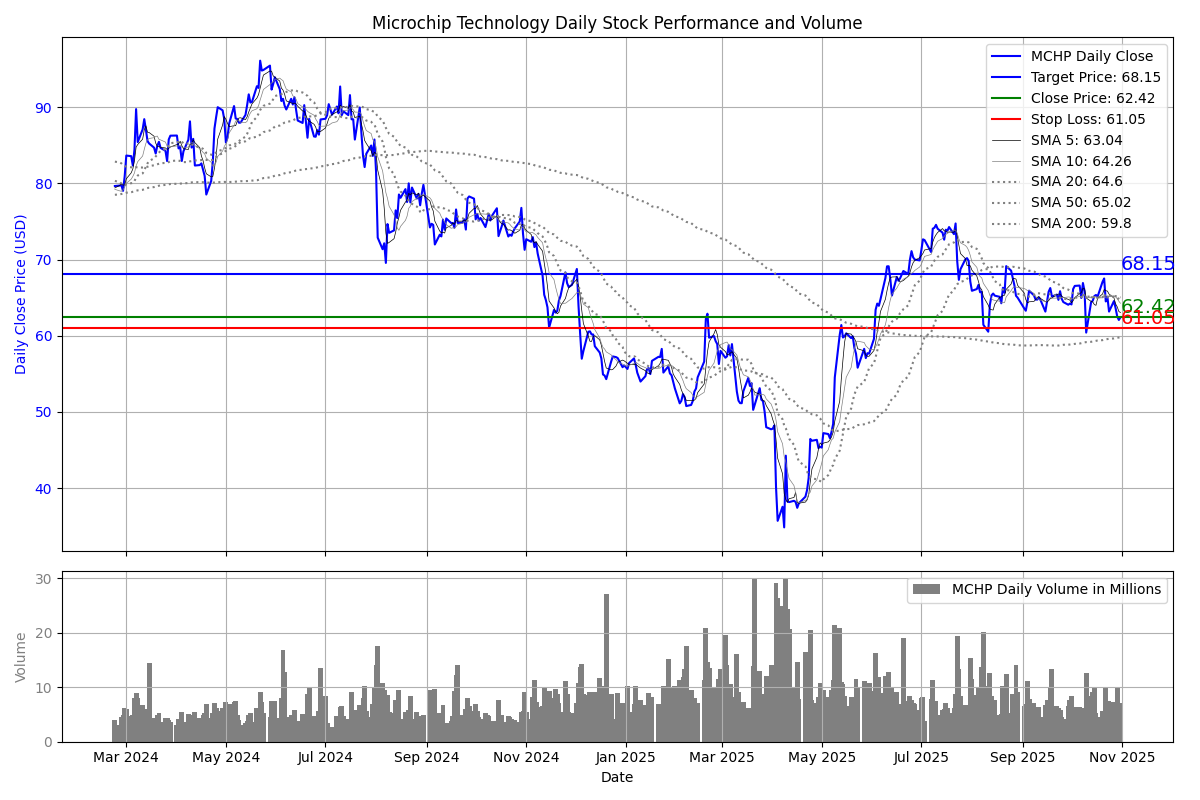 Microchip Technology Daily Stock Performance and Volume
Daily Close Price (USD)
90
80
70
60
50
40
MCHP Daily Close
Target Price: 68.15
Close Price: 62.42
Stop Loss: 61.05
SMA 5: 63.04
SMA 10: 64.26
SMA 20: 64.6
SMA 50: 65.02
SMA 200: 59.8
68.15
62.42
61.05
Volume
30
20
10
0
MCHP Daily Volume in Millions
Mar 2024 May 2024 Jul 2024 Sep 2024 Nov 2024 Jan 2025 Mar 2025 May 2025 Jul 2025 Sep 2025 Nov 2025
Date